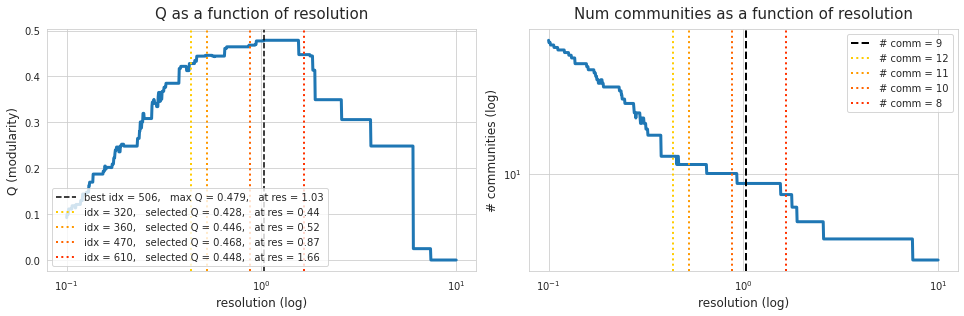 Q as a function of resolution
0.5
0.4
0.3
0.2
0.1
0.0
Q (modularity)
best idx = 506, max Q = 0.479, at res = 1.03
idx = 320, selected Q = 0.428, at res = 0.44
idx = 360, selected Q = 0.446, at res = 0.52
idx = 470, selected Q = 0.468, at res = 0.87
idx = 610, selected Q = 0.448, at res = 1.66
10⁻¹ 10⁰ 10¹
resolution (log)
Num communities as a function of resolution
# comm = 9
# comm = 12
# comm = 11
# comm = 10
# comm = 8
10¹
# communities (log)
10⁻¹ 10⁰ 10¹
resolution (log)